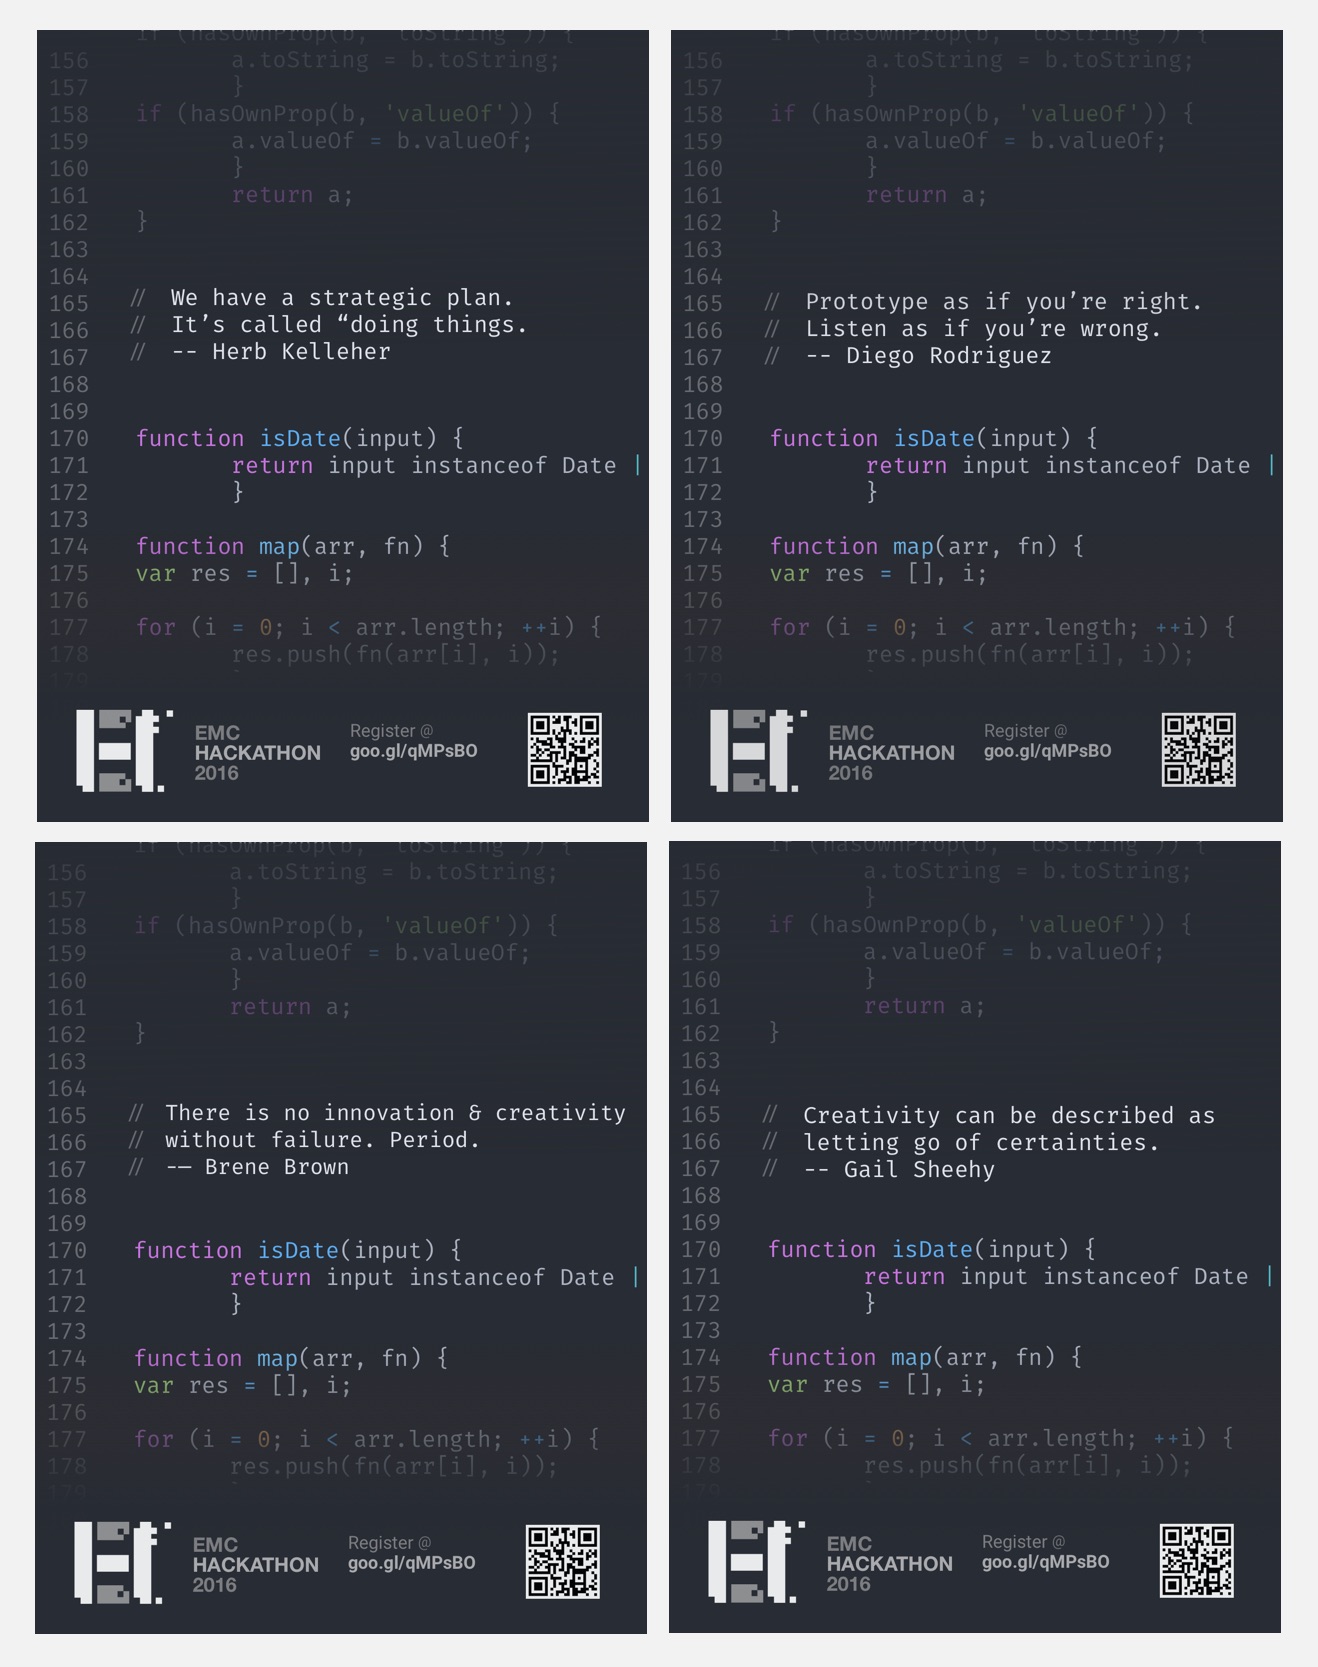 if (hasOwnProp(b, 'toString')) {
156 a.toString = b.toString;
157 }
158 if (hasOwnProp(b, 'valueOf')) {
159 a.valueOf = b.valueOf;
160 }
161 return a;
162 }
163
164
165 // We have a strategic plan.
166 // It’s called “doing things.
167 // -- Herb Kelleher
168
169
170 function isDate(input) {
171 return input instanceof Date |
172 }
173
174 function map(arr, fn) {
175 var res = [], i;
176
177 for (i = 0; i < arr.length; ++i) {
178 res.push(fn(arr[i], i));
179
EMC
HACKATHON
2016
Register @
goo.gl/qMPsBO
if (hasOwnProp(b, 'toString')) {
156 a.toString = b.toString;
157 }
158 if (hasOwnProp(b, 'valueOf')) {
159 a.valueOf = b.valueOf;
160 }
161 return a;
162 }
163
164
165 // Prototype as if you’re right.
166 // Listen as if you’re wrong.
167 // -- Diego Rodriguez
168
169
170 function isDate(input) {
171 return input instanceof Date |
172 }
173
174 function map(arr, fn) {
175 var res = [], i;
176
177 for (i = 0; i < arr.length; ++i) {
178 res.push(fn(arr[i], i));
179
EMC
HACKATHON
2016
Register @
goo.gl/qMPsBO
if (hasOwnProp(b, 'toString')) {
156 a.toString = b.toString;
157 }
158 if (hasOwnProp(b, 'valueOf')) {
159 a.valueOf = b.valueOf;
160 }
161 return a;
162 }
163
164
165 // There is no innovation & creativity
166 // without failure. Period.
167 // -— Brene Brown
168
169
170 function isDate(input) {
171 return input instanceof Date |
172 }
173
174 function map(arr, fn) {
175 var res = [], i;
176
177 for (i = 0; i < arr.length; ++i) {
178 res.push(fn(arr[i], i));
179
EMC
HACKATHON
2016
Register @
goo.gl/qMPsBO
if (hasOwnProp(b, 'toString')) {
156 a.toString = b.toString;
157 }
158 if (hasOwnProp(b, 'valueOf')) {
159 a.valueOf = b.valueOf;
160 }
161 return a;
162 }
163
164
165 // Creativity can be described as
166 // letting go of certainties.
167 // -- Gail Sheehy
168
169
170 function isDate(input) {
171 return input instanceof Date |
172 }
173
174 function map(arr, fn) {
175 var res = [], i;
176
177 for (i = 0; i < arr.length; ++i) {
178 res.push(fn(arr[i], i));
179
EMC
HACKATHON
2016
Register @
goo.gl/qMPsBO